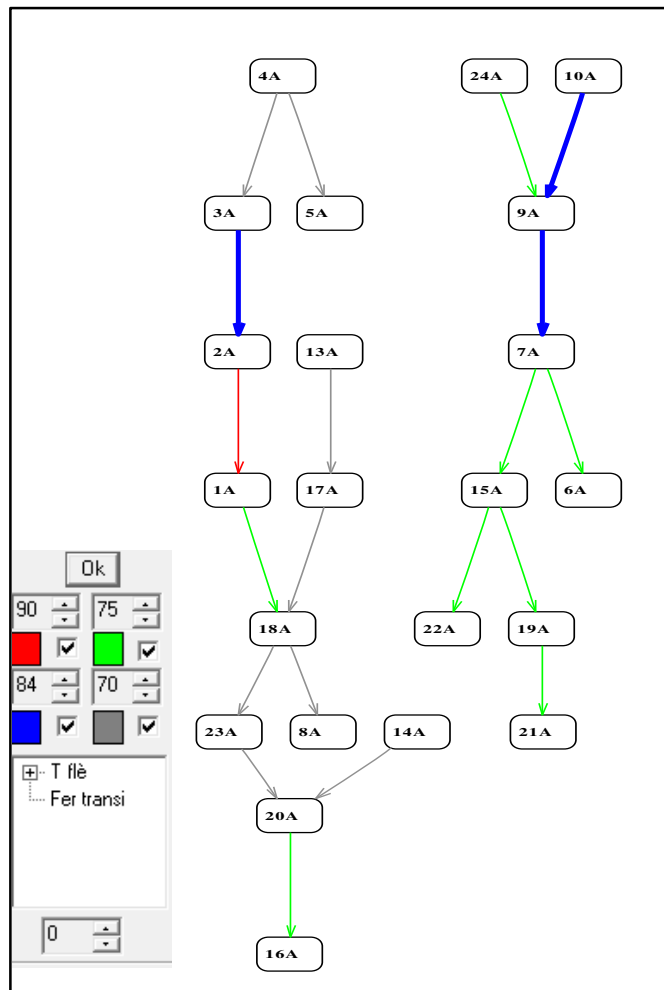 4A 24A 10A
3A 5A 9A
2A 13A 7A
1A 17A 15A 6A
Ok
90 75
18A 22A 19A
84 70
23A 8A 14A 21A
T flè
Fer transi
20A
0
16A